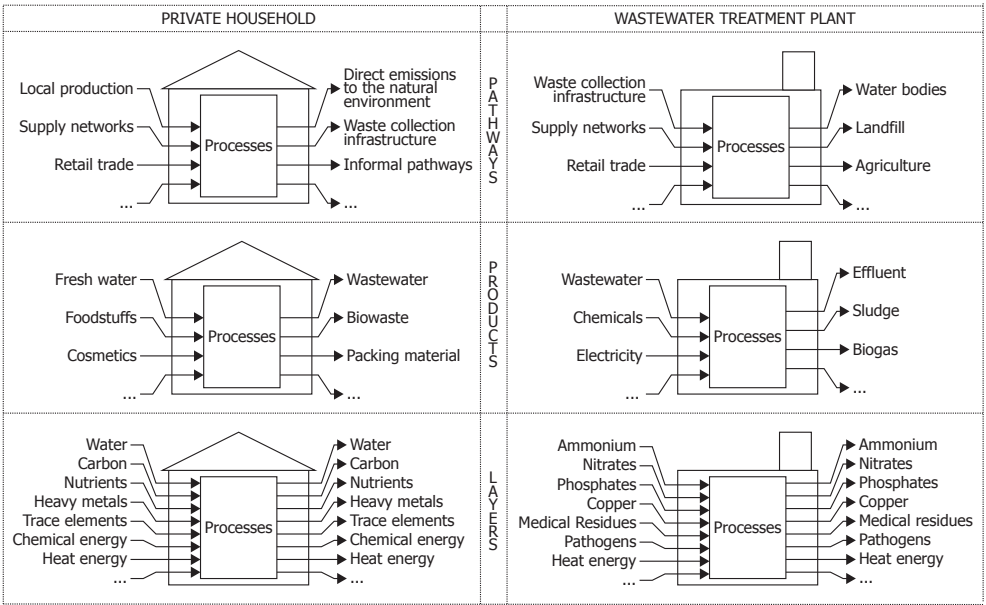 PRIVATE HOUSEHOLD
WASTEWATER TREATMENT PLANT
Local production
Supply networks
Retail trade
...
Processes
Direct emissions
to the natural
environment
Waste collection
infrastructure
Informal pathways
...
PATHWAYS
Waste collection
infrastructure
Supply networks
Retail trade
...
Processes
Water bodies
Landfill
Agriculture
...
Fresh water
Foodstuffs
Cosmetics
...
Processes
Wastewater
Biowaste
Packing material
...
PRODUCTS
Wastewater
Chemicals
Electricity
...
Processes
Effluent
Sludge
Biogas
...
Water
Carbon
Nutrients
Heavy metals
Trace elements
Chemical energy
Heat energy
...
Processes
Water
Carbon
Nutrients
Heavy metals
Trace elements
Chemical energy
Heat energy
...
LAYERS
Ammonium
Nitrates
Phosphates
Copper
Medical Residues
Pathogens
Heat energy
...
Processes
Ammonium
Nitrates
Phosphates
Copper
Medical residues
Pathogens
Heat energy
...